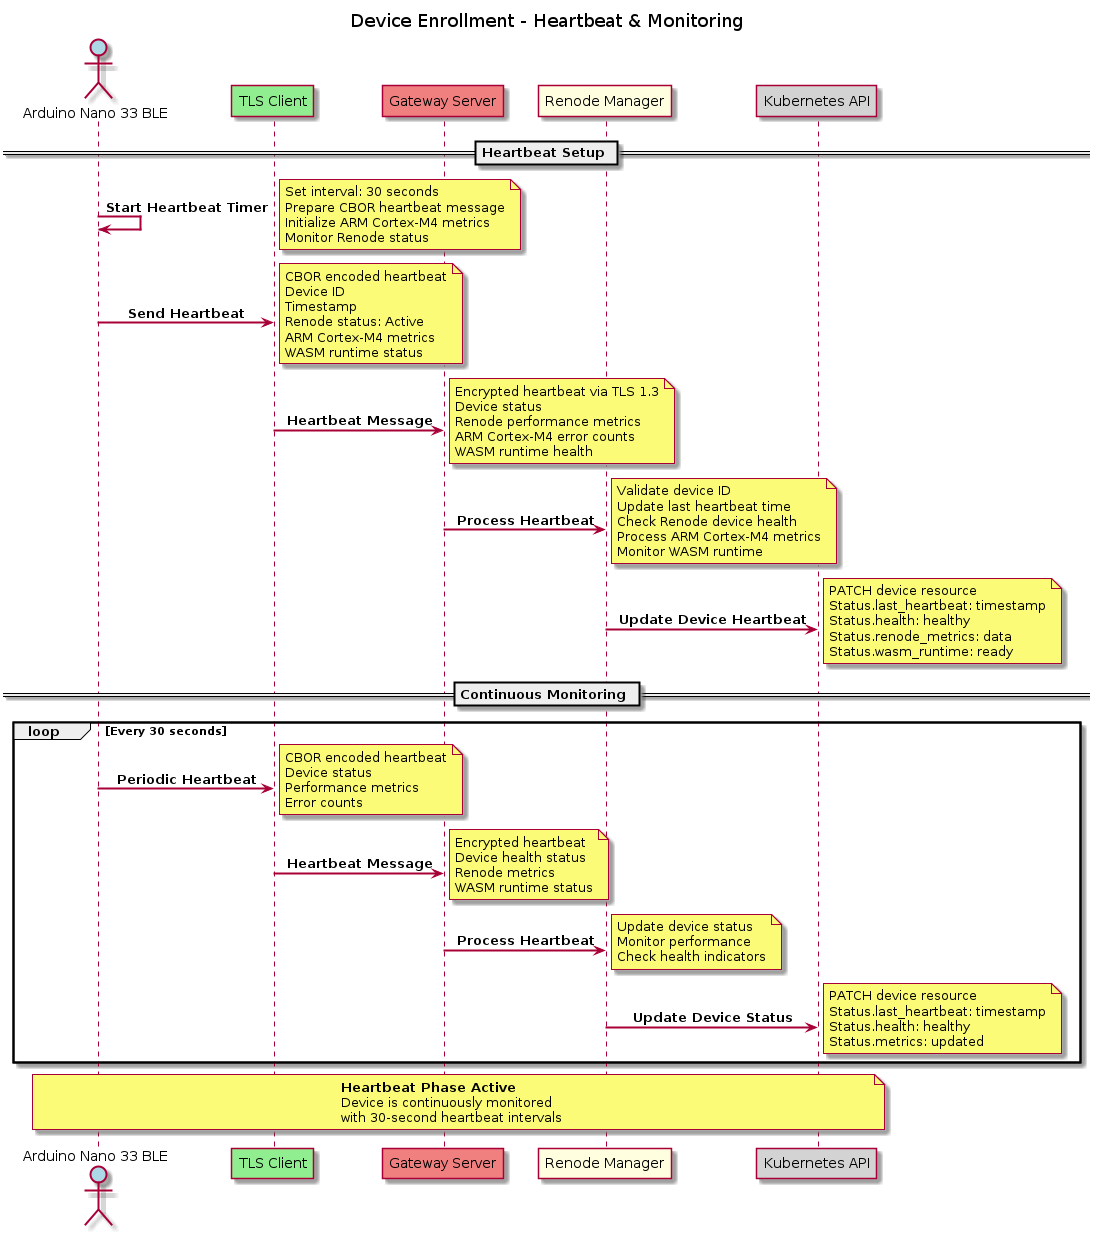 Device Enrollment - Heartbeat & Monitoring
Arduino Nano 33 BLE
TLS Client
Gateway Server
Renode Manager
Kubernetes API
Heartbeat Setup
Start Heartbeat Timer
Set interval: 30 seconds
Prepare CBOR heartbeat message
Initialize ARM Cortex-M4 metrics
Monitor Renode status
Send Heartbeat
CBOR encoded heartbeat
Device ID
Timestamp
Renode status: Active
ARM Cortex-M4 metrics
WASM runtime status
Heartbeat Message
Encrypted heartbeat via TLS 1.3
Device status
Renode performance metrics
ARM Cortex-M4 error counts
WASM runtime health
Process Heartbeat
Validate device ID
Update last heartbeat time
Check Renode device health
Process ARM Cortex-M4 metrics
Monitor WASM runtime
Update Device Heartbeat
PATCH device resource
Status.last_heartbeat: timestamp
Status.health: healthy
Status.renode_metrics: data
Status.wasm_runtime: ready
Continuous Monitoring
loop
[Every 30 seconds]
Periodic Heartbeat
CBOR encoded heartbeat
Device status
Performance metrics
Error counts
Heartbeat Message
Encrypted heartbeat
Device health status
Renode metrics
WASM runtime status
Process Heartbeat
Update device status
Monitor performance
Check health indicators
Update Device Status
PATCH device resource
Status.last_heartbeat: timestamp
Status.health: healthy
Status.metrics: updated
Heartbeat Phase Active
Device is continuously monitored
with 30-second heartbeat intervals
Arduino Nano 33 BLE
TLS Client
Gateway Server
Renode Manager
Kubernetes API